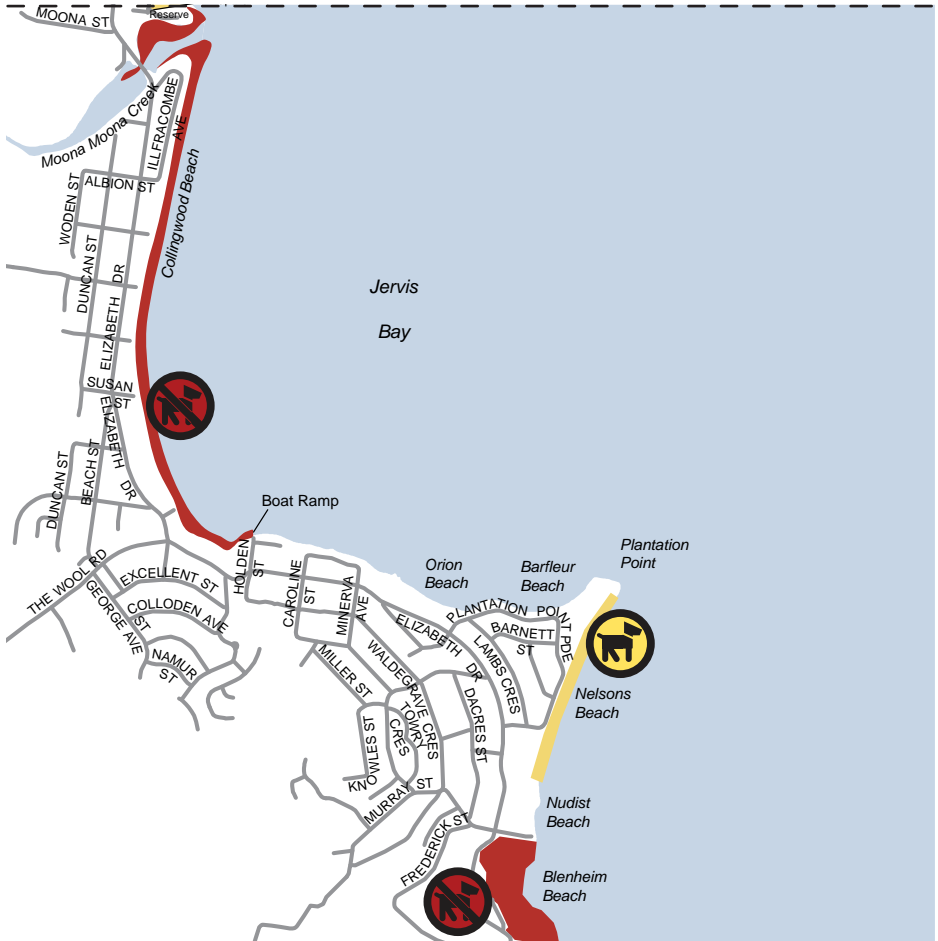 Reserve
MOONA ST
Moona Moona Creek
ILLFRACOMBE
AVE
ALBION ST
WODEN ST
Collingwood Beach
DUNCAN ST
ELIZABETH DR
Jervis
Bay
SUSAN
ST
ELIZABETH DR
DUNCAN ST
BEACH ST
Boat Ramp
THE WOOL RD
EXCELLENT ST
GEORGE AVE
COLLODEN AVE
ST
NAMUR
ST
HOLDEN
ST
CAROLINE
ST
MINERVA
AVE
Orion
Beach
Barfleur
Beach
Plantation
Point
PLANTATION POINT PDE
BARNETT
ST
ELIZABETH DR
LAMBS CRES
MILLER ST
WALDEGRAVE CRES
TOWRY
CRES
DACRES ST
KNOWLES ST
Nelsons
Beach
MURRAY ST
FREDERICK ST
Nudist
Beach
Blenheim
Beach